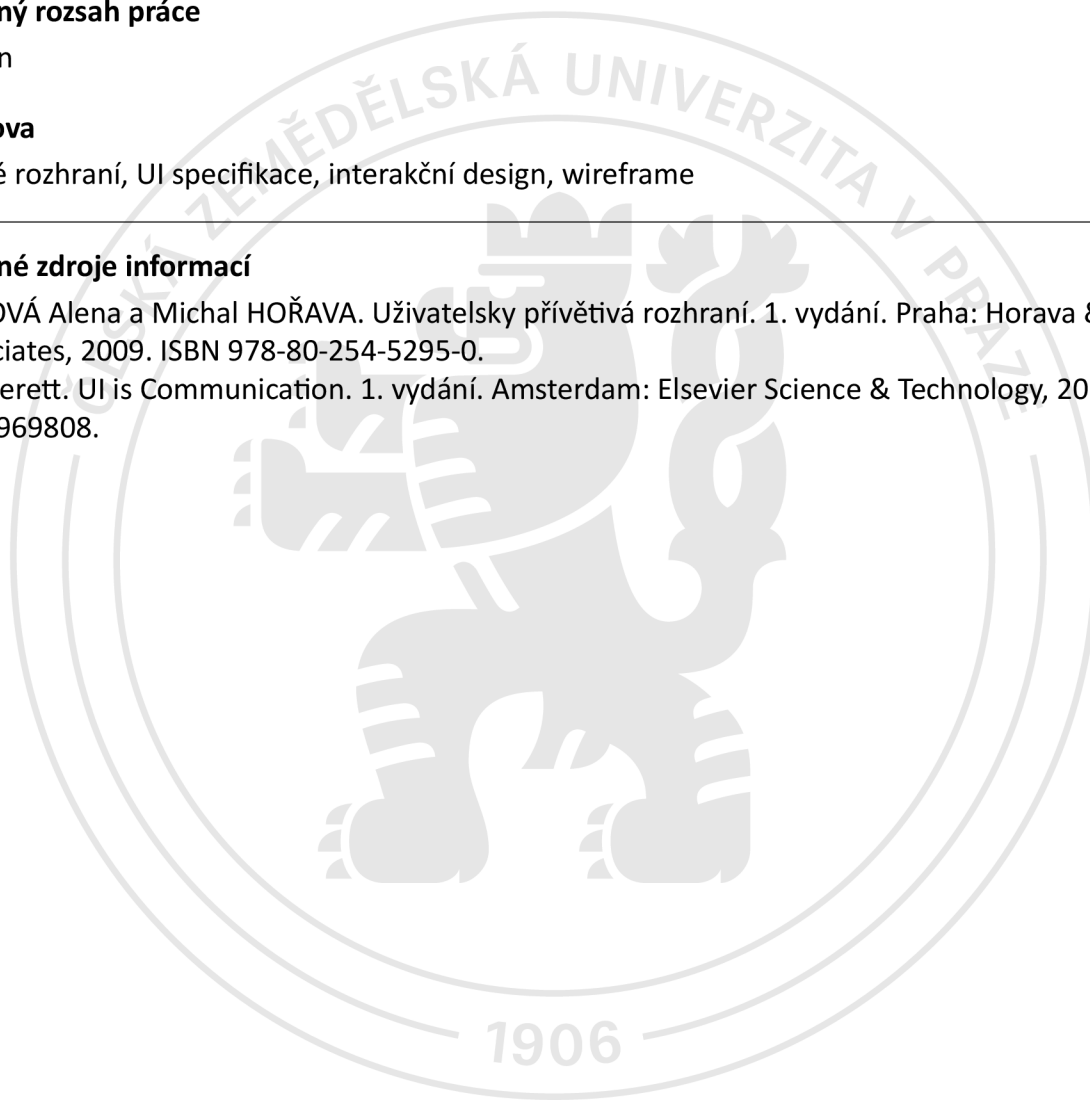 ný rozsah práce
n
ova
é rozhraní, UI specifikace, interakční design, wireframe
né zdroje informací
OVÁ Alena a Michal HOŘAVA. Uživatelsky přívětivá rozhraní. 1. vydání. Praha: Horava &
ciates, 2009. ISBN 978-80-254-5295-0.
erett. UI is Communication. 1. vydání. Amsterdam: Elsevier Science & Technology, 20
969808.
ČESKÁ ZEMĚDĚLSKÁ UNIVERZITA V PRAZE
1906